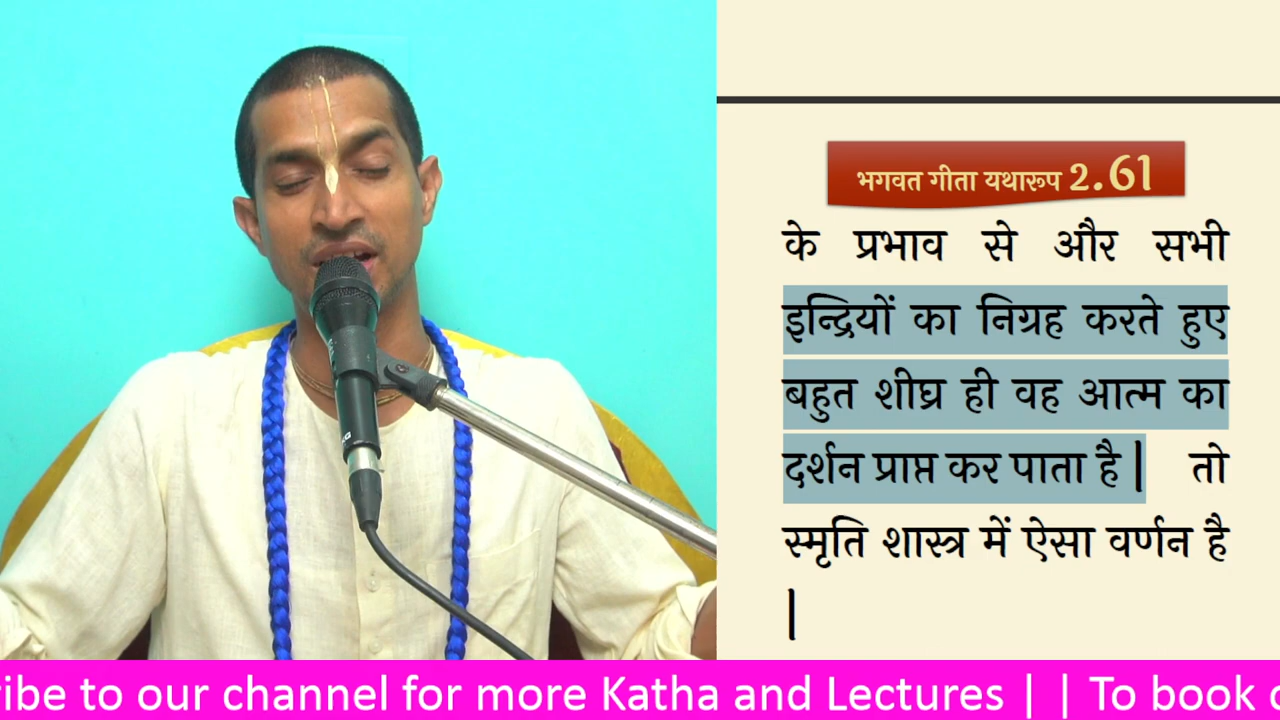 भगवत गीता यथारूप 2.61
के प्रभाव से और सभी
इन्द्रियों का निग्रह करते हुए
बहुत शीघ्र ही वह आत्म का
दर्शन प्राप्त कर पाता है |   तो
स्मृति शास्त्र में ऐसा वर्णन है
|
to our channel for more Katha and Lectures | | To book